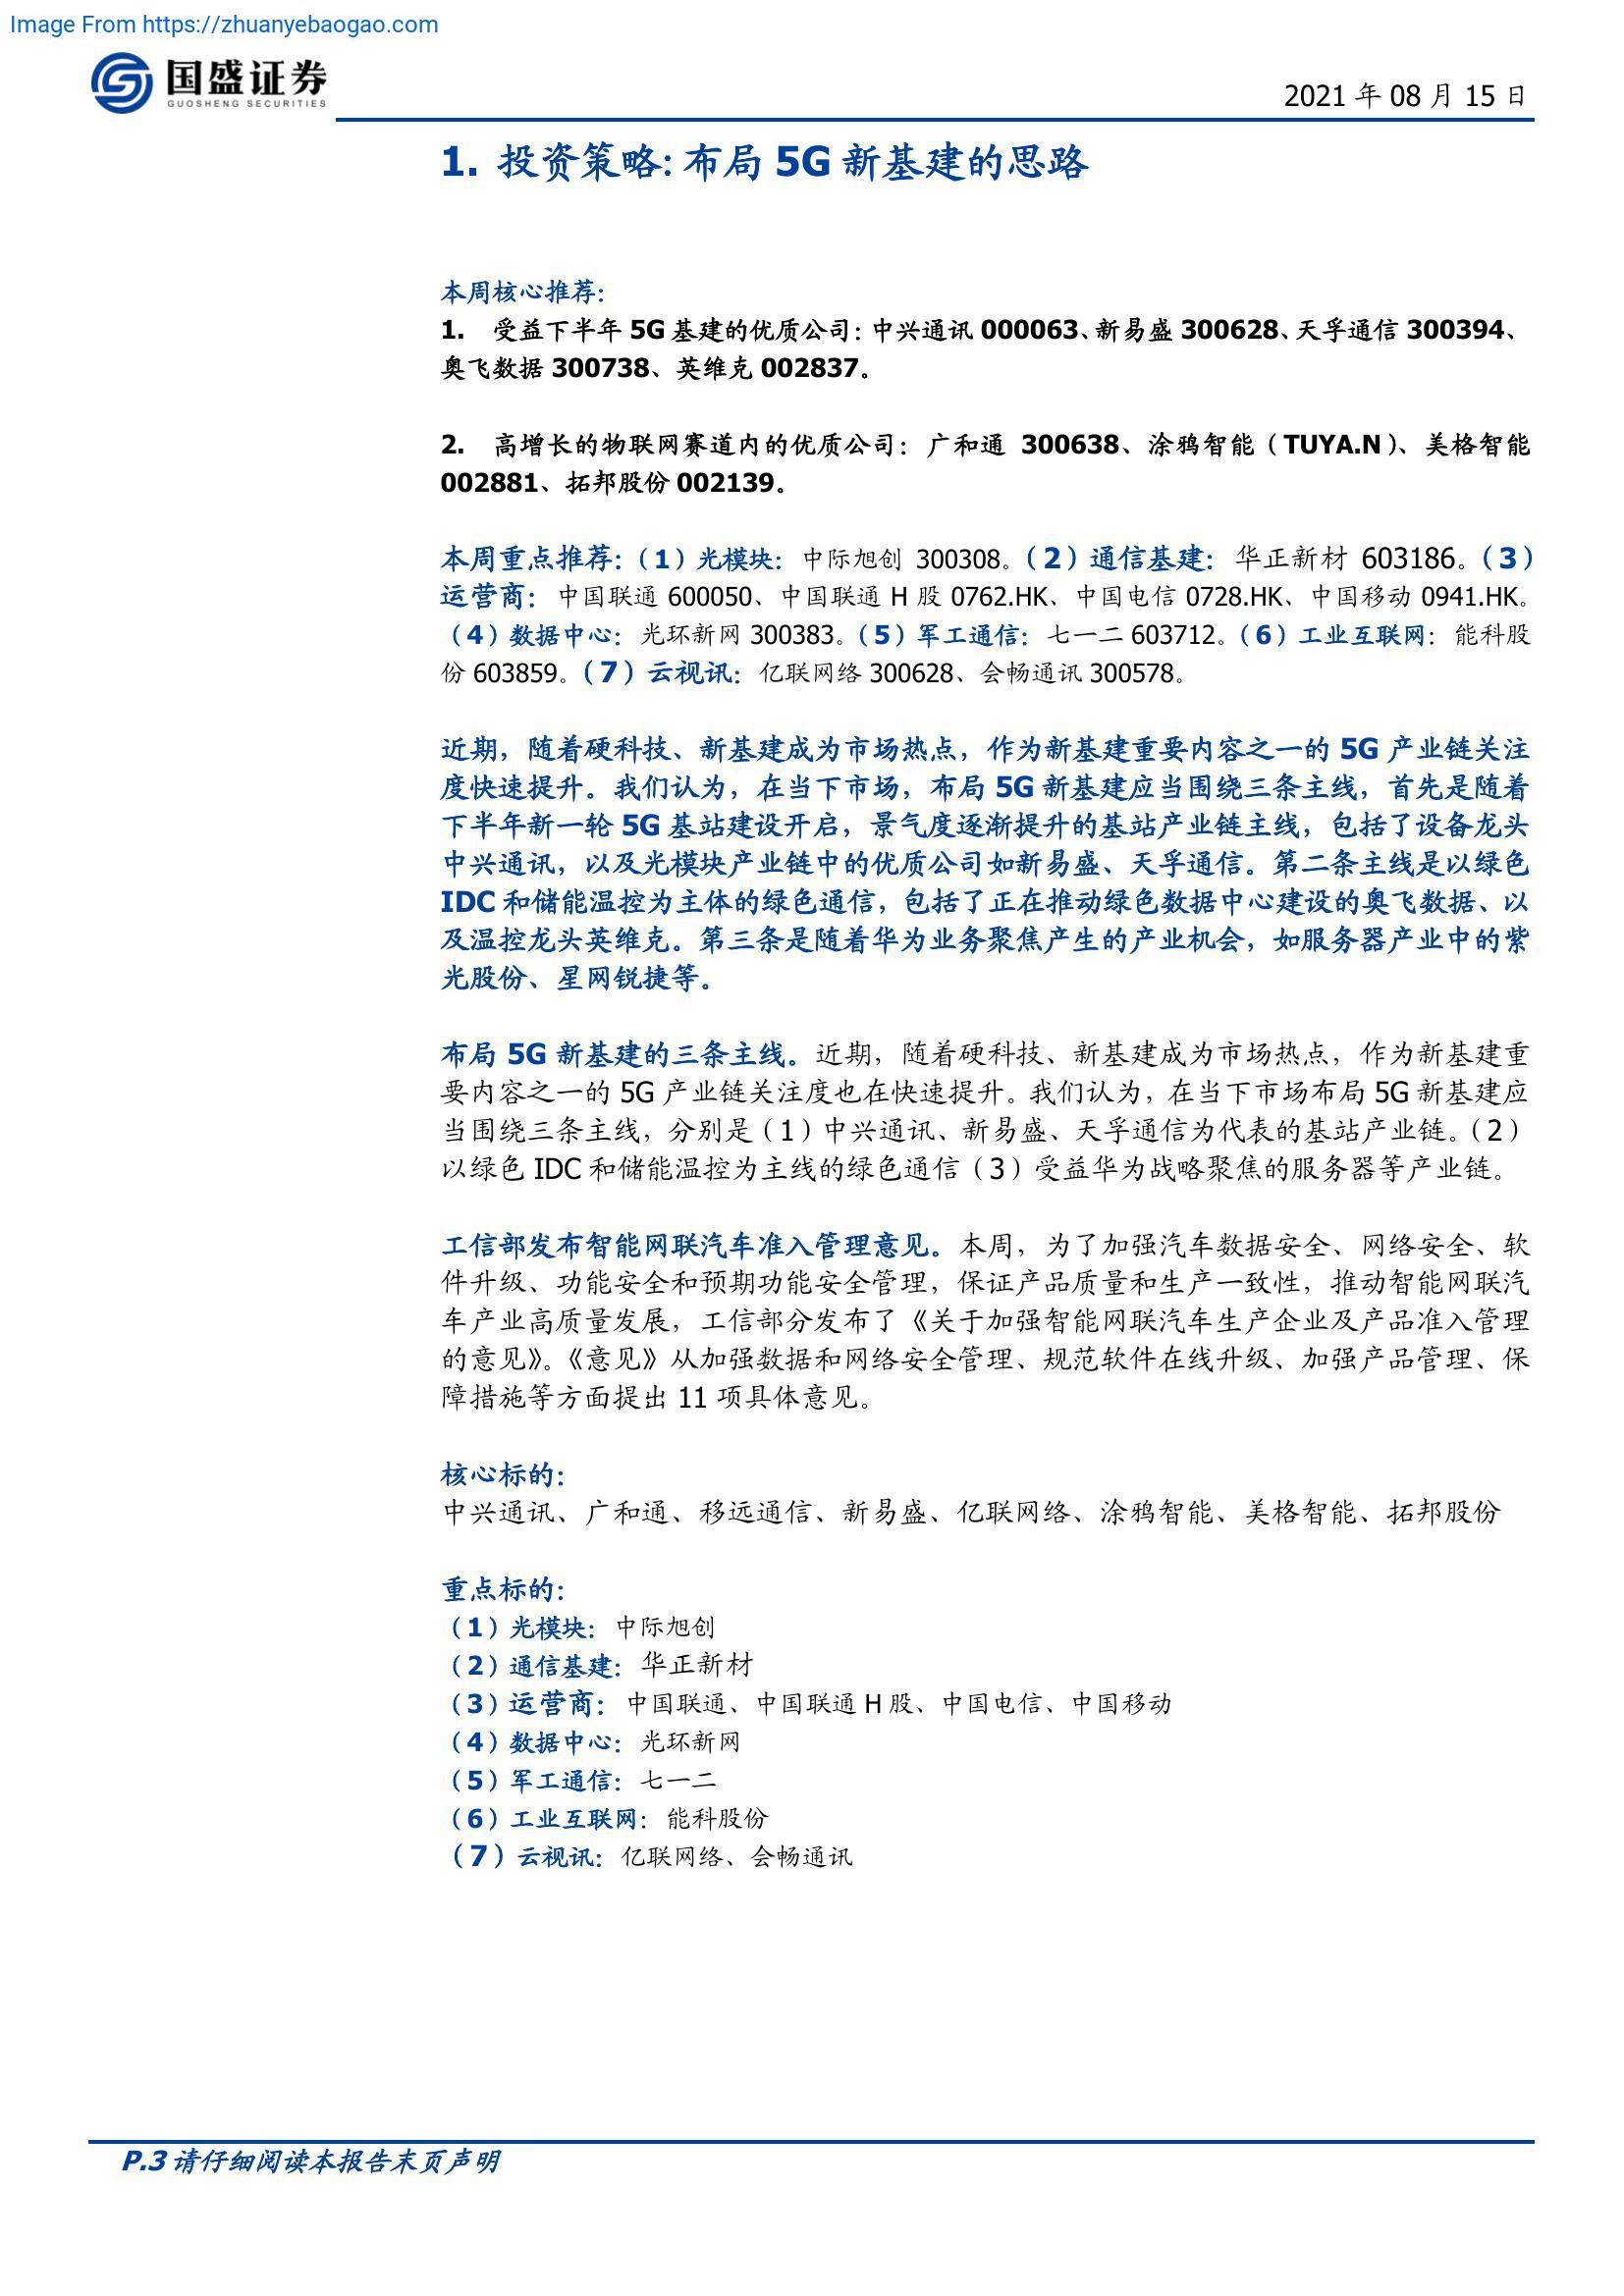 Image From https://zhuanyebaogao.com
国盛证券
GUOSHENG SECURITIES
2021 年 08 月 15 日
1. 投资策略：布局 5G 新基建的思路
本周核心推荐：
1. 受益下半年 5G 基建的优质公司：中兴通讯 000063、新易盛 300628、天孚通信 300394、
奥飞数据 300738、英维克 002837。
2. 高增长的物联网赛道内的优质公司：广和通 300638、涂鸦智能（TUYA.N）、美格智能
002881、拓邦股份 002139。
本周重点推荐：（1）光模块：中际旭创 300308。（2）通信基建：华正新材 603186。（3）
运营商：中国联通 600050、中国联通 H 股 0762.HK、中国电信 0728.HK、中国移动 0941.HK。
（4）数据中心：光环新网 300383。（5）军工通信：七一二 603712。（6）工业互联网：能科股
份 603859。（7）云视讯：亿联网络 300628、会畅通讯 300578。
近期，随着硬科技、新基建成为市场热点，作为新基建重要内容之一的 5G 产业链关注
度快速提升。我们认为，在当下市场，布局 5G 新基建应当围绕三条主线，首先是随着
下半年新一轮 5G 基站建设开启，景气度逐渐提升的基站产业链主线，包括了设备龙头
中兴通讯，以及光模块产业链中的优质公司如新易盛、天孚通信。第二条主线是以绿色
IDC 和储能温控为主体的绿色通信，包括了正在推动绿色数据中心建设的奥飞数据、以
及温控龙头英维克。第三条是随着华为业务聚焦产生的产业机会，如服务器产业中的紫
光股份、星网锐捷等。
布局 5G 新基建的三条主线。近期，随着硬科技、新基建成为市场热点，作为新基建重
要内容之一的 5G 产业链关注度也在快速提升。我们认为，在当下市场布局 5G 新基建应
当围绕三条主线，分别是（1）中兴通讯、新易盛、天孚通信为代表的基站产业链。（2）
以绿色 IDC 和储能温控为主线的绿色通信（3）受益华为战略聚焦的服务器等产业链。
工信部发布智能网联汽车准入管理意见。本周，为了加强汽车数据安全、网络安全、软
件升级、功能安全和预期功能安全管理，保证产品质量和生产一致性，推动智能网联汽
车产业高质量发展，工信部分发布了《关于加强智能网联汽车生产企业及产品准入管理
的意见》。《意见》从加强数据和网络安全管理、规范软件在线升级、加强产品管理、保
障措施等方面提出 11 项具体意见。
核心标的：
中兴通讯、广和通、移远通信、新易盛、亿联网络、涂鸦智能、美格智能、拓邦股份
重点标的：
（1）光模块：中际旭创
（2）通信基建：华正新材
（3）运营商：中国联通、中国联通 H 股、中国电信、中国移动
（4）数据中心：光环新网
（5）军工通信：七一二
（6）工业互联网：能科股份
（7）云视讯：亿联网络、会畅通讯
P.3 请仔细阅读本报告末页声明